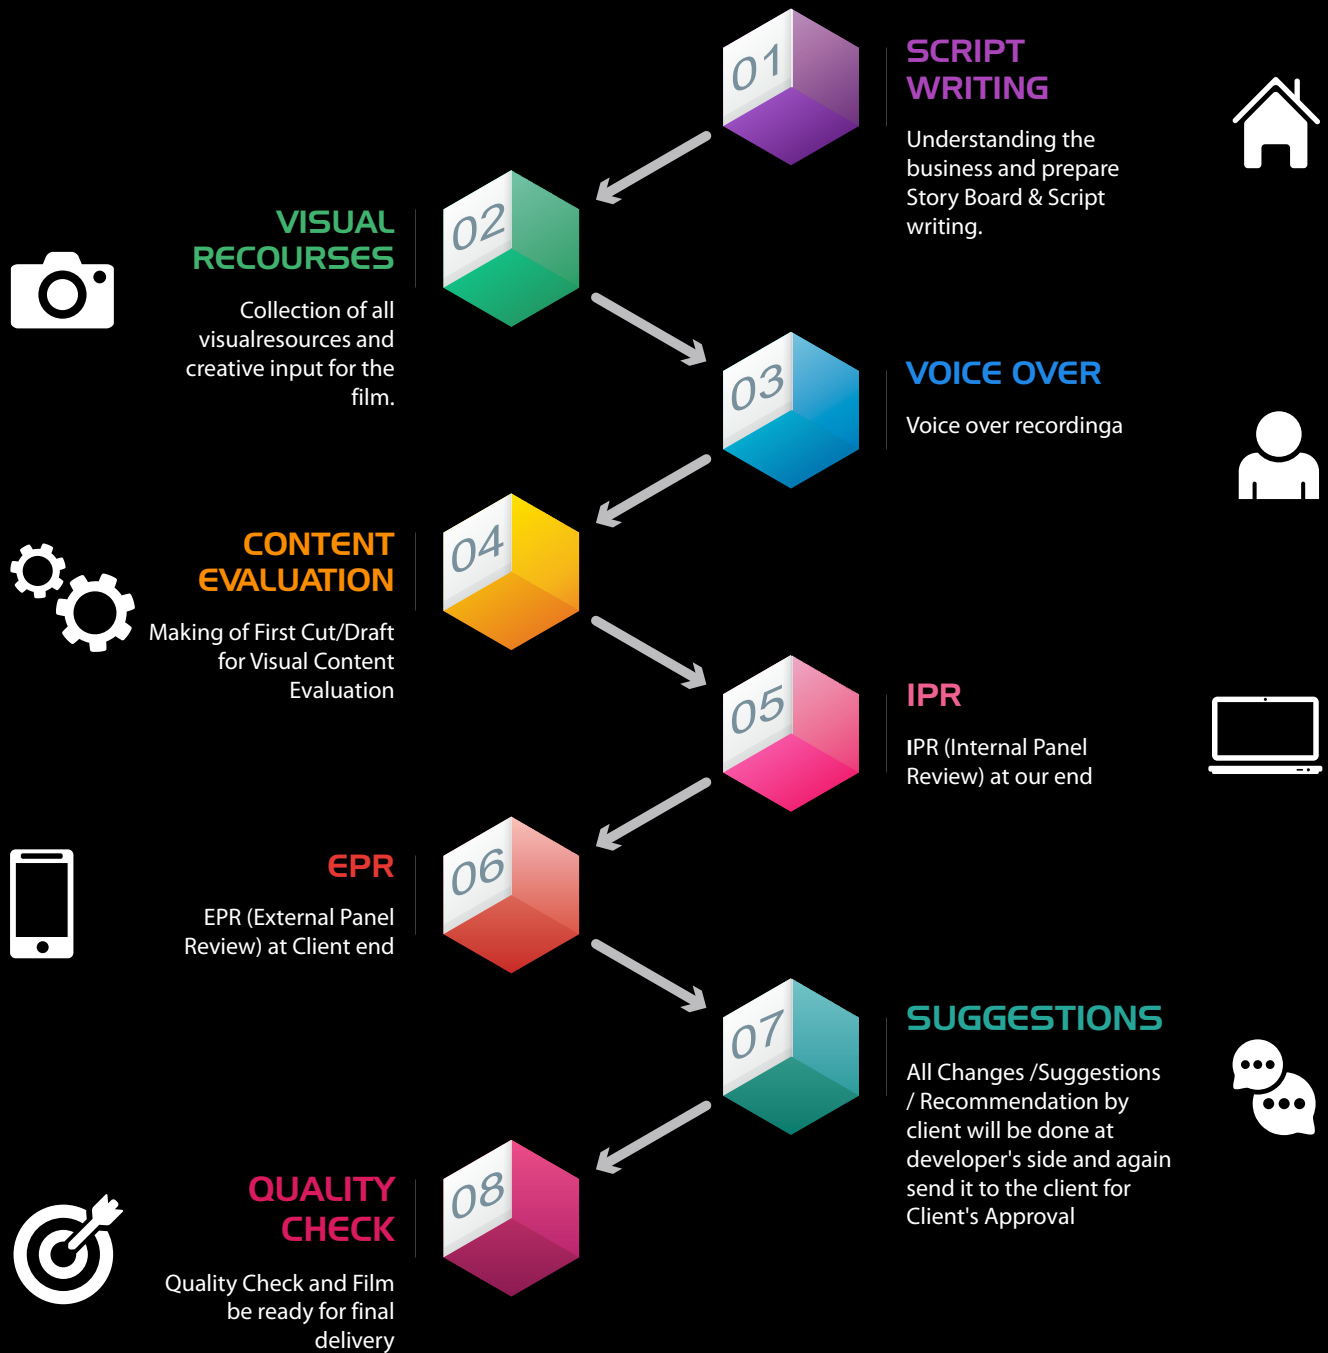 01
SCRIPT
WRITING
Understanding the
business and prepare
Story Board & Script
writing.
02
VISUAL
RECOURSES
Collection of all
visualresources and
creative input for the
film.
03
VOICE OVER
Voice over recordinga
04
CONTENT
EVALUATION
Making of First Cut/Draft
for Visual Content
Evaluation
05
IPR
IPR (Internal Panel
Review) at our end
06
EPR
EPR (External Panel
Review) at Client end
07
SUGGESTIONS
All Changes /Suggestions
/ Recommendation by
client will be done at
developer's side and again
send it to the client for
Client's Approval
08
QUALITY
CHECK
Quality Check and Film
be ready for final
delivery